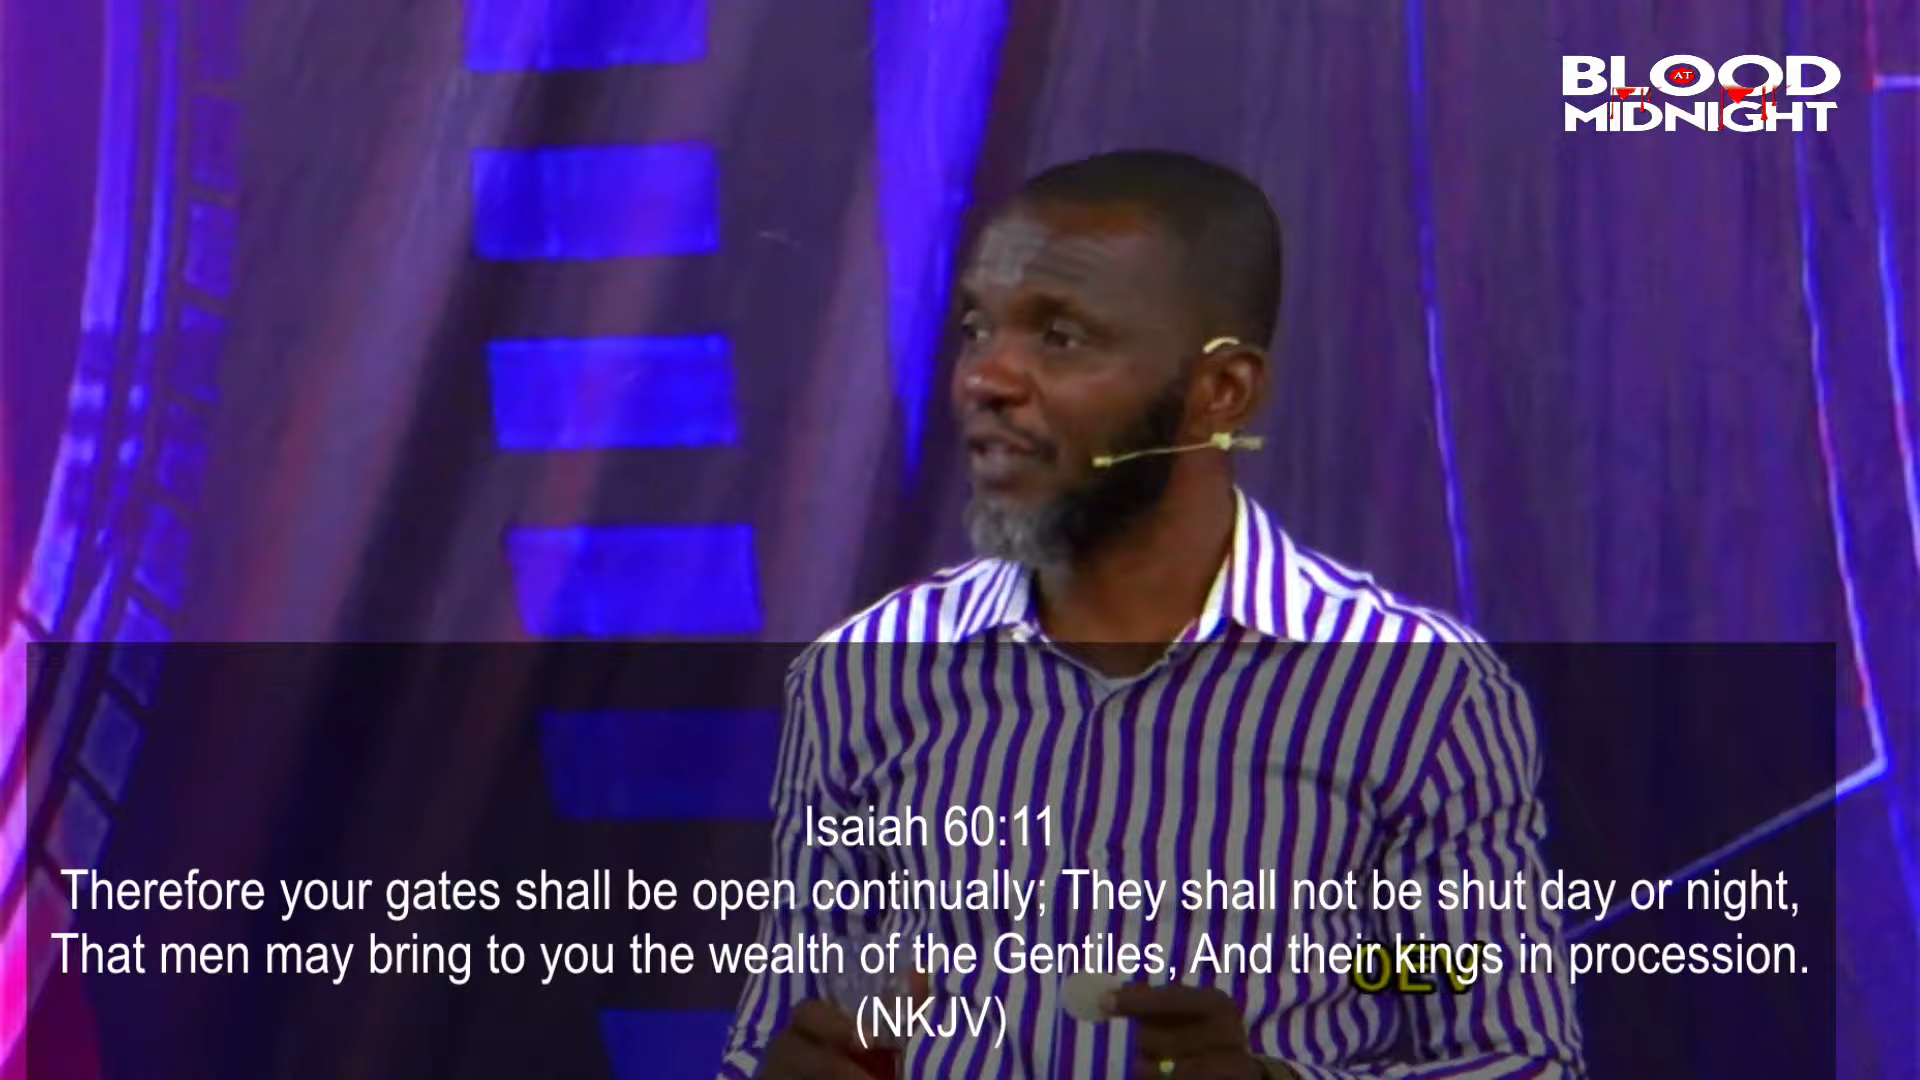 BLOOD
AT
MIDNIGHT
Isaiah 60:11
Therefore your gates shall be open continually; They shall not be shut day or night,
That men may bring to you the wealth of the Gentiles, And their kings in procession.
(NKJV)